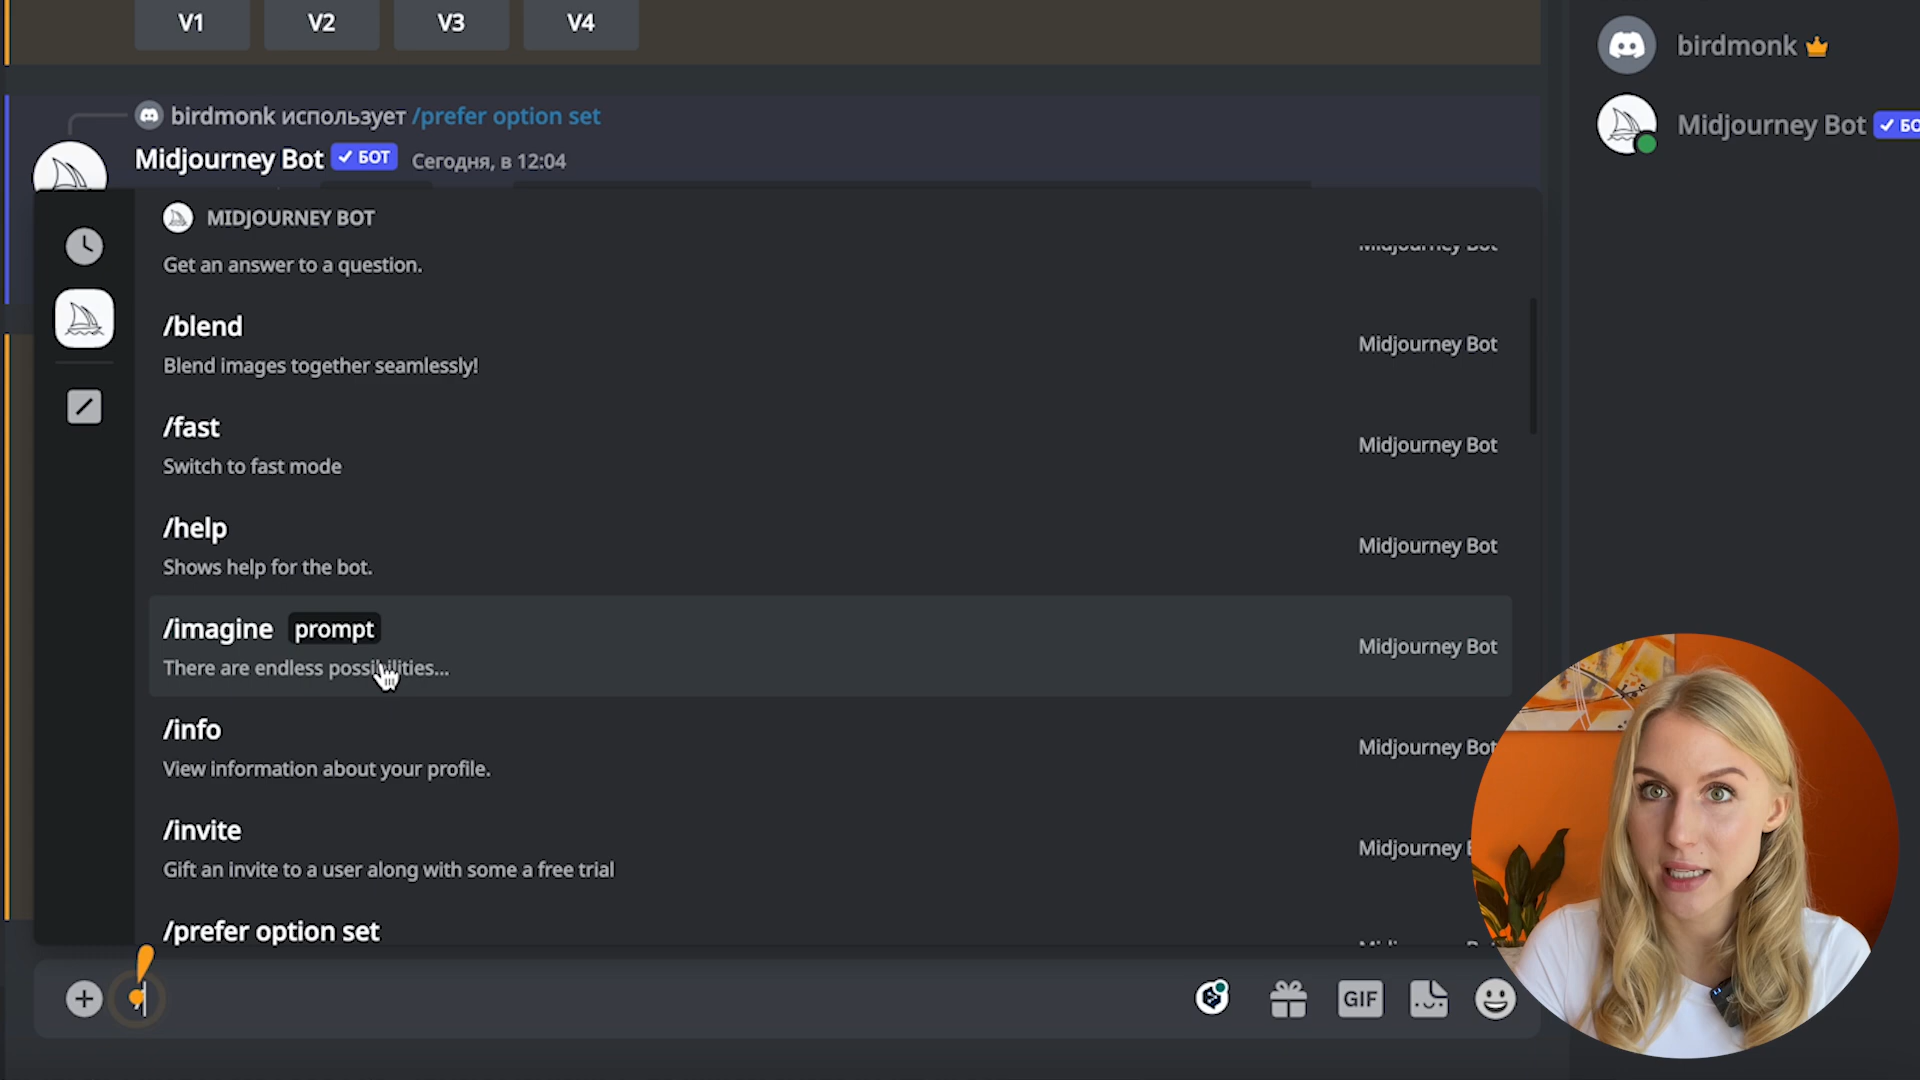 V1 V2 V3 V4
birdmonk
birdmonk использует /prefer option set
Midjourney Bot БОТ Сегодня, в 12:04
Midjourney Bot
MIDJOURNEY BOT
Get an answer to a question.
/blend
Blend images together seamlessly!
Midjourney Bot
/fast
Switch to fast mode
Midjourney Bot
/help
Shows help for the bot.
Midjourney Bot
/imagine prompt
There are endless possibilities...
Midjourney Bot
/info
View information about your profile.
Midjourney Bot
/invite
Gift an invite to a user along with some a free trial
Midjourney
/prefer option set
/
GIF